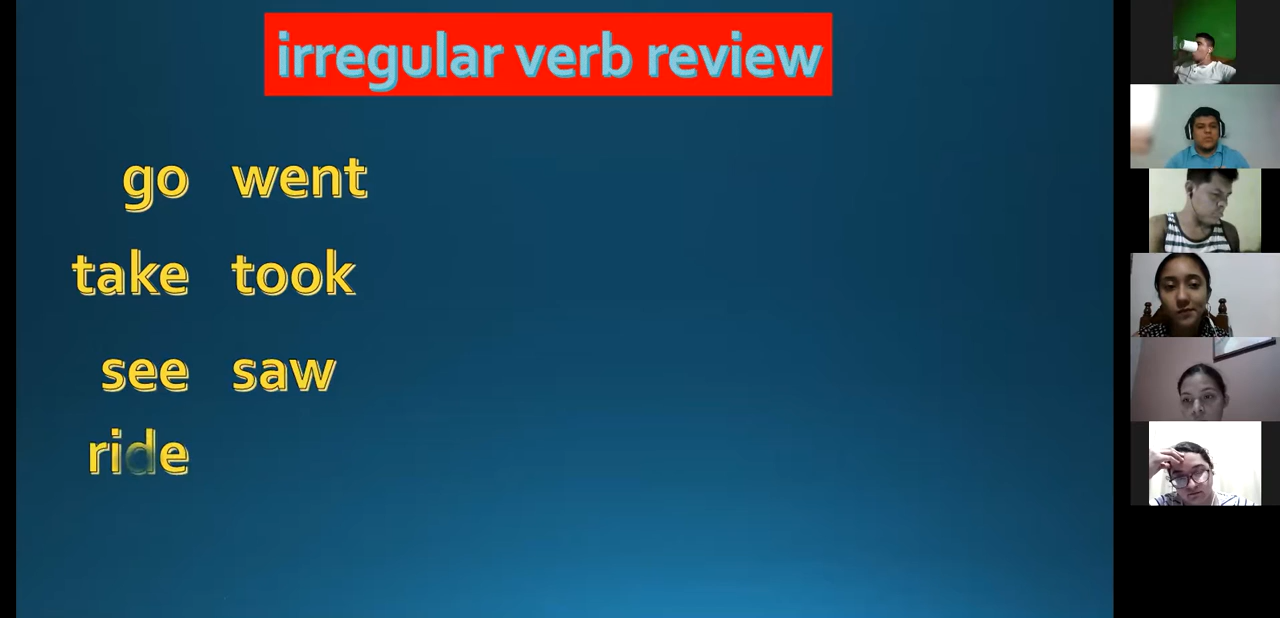 irregular verb review
go went
take took
see saw
ride